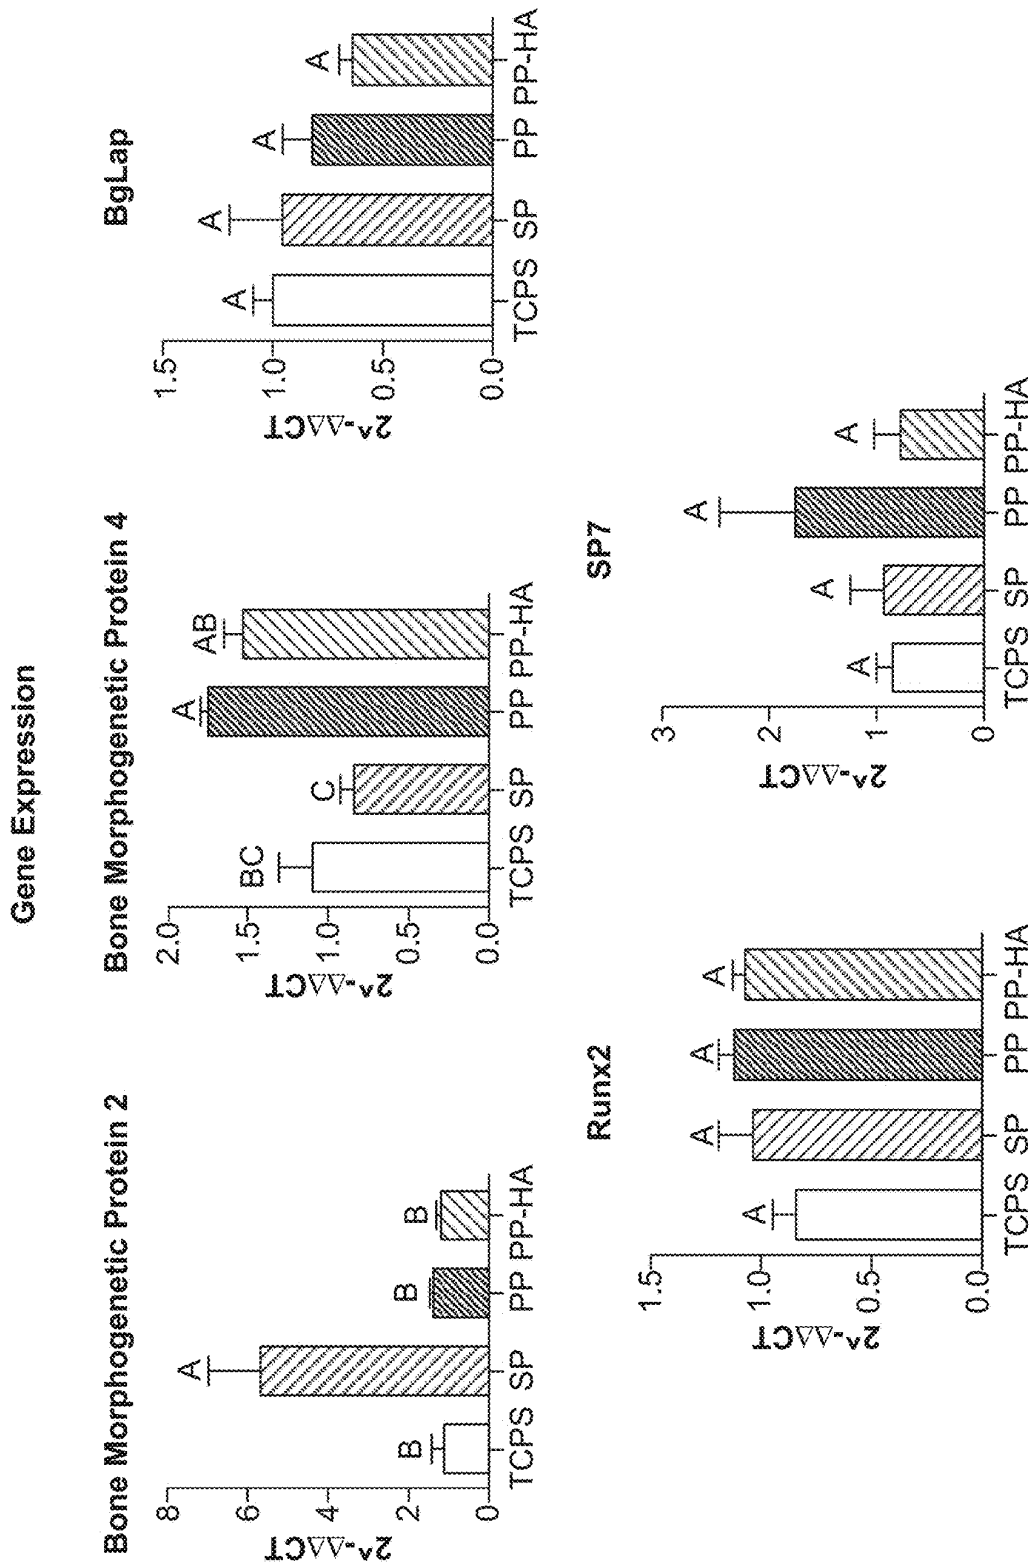 Gene Expression
Bone Morphogenetic Protein 2
2^-ΔΔCT
8
6
4
2
0
B
A
B
B
TCPS SP PP PP-HA
Bone Morphogenetic Protein 4
2^-ΔΔCT
2.0
1.5
1.0
0.5
0.0
BC
C
A
AB
TCPS SP PP PP-HA
BgLap
2^-ΔΔCT
1.5
1.0
0.5
0.0
A
A
A
A
TCPS SP PP PP-HA
Runx2
2^-ΔΔCT
1.5
1.0
0.5
0.0
A
A
A
A
TCPS SP PP PP-HA
SP7
2^-ΔΔCT
3
2
1
0
A
A
A
A
TCPS SP PP PP-HA